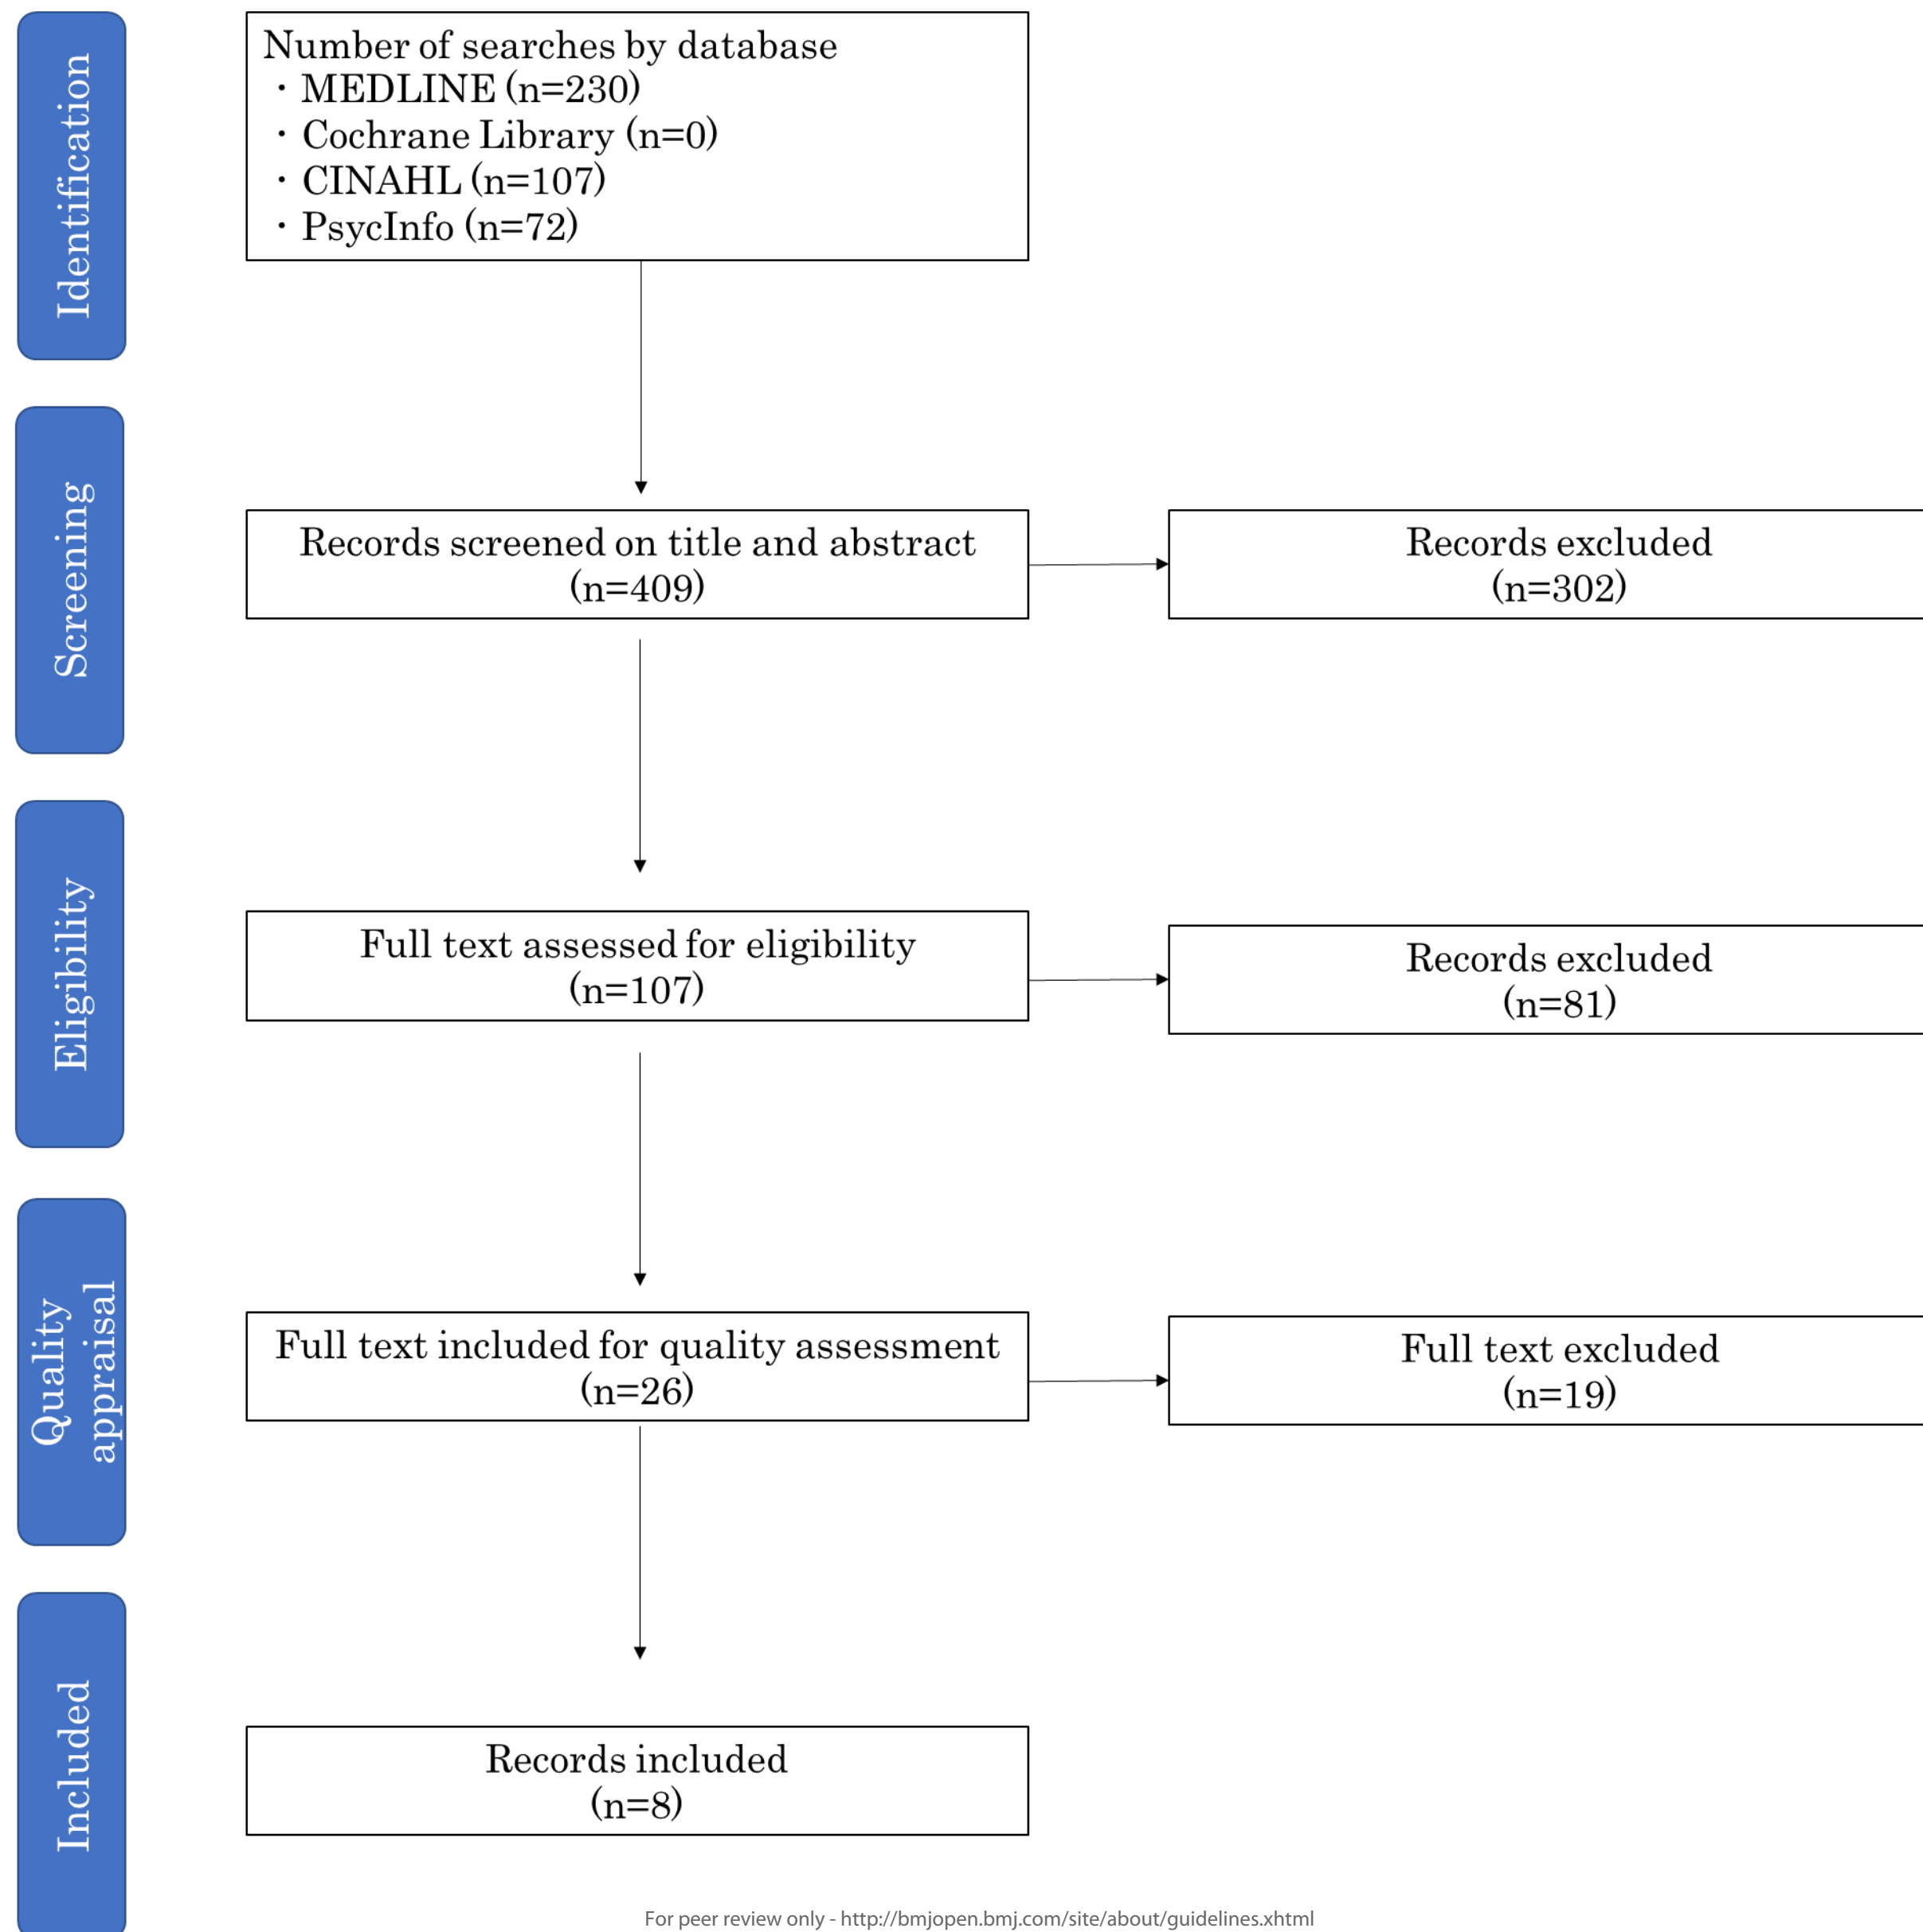 Identification
Number of searches by database
・MEDLINE (n=230)
・Cochrane Library (n=0)
・CINAHL (n=107)
・PsycInfo (n=72)
Screening
Records screened on title and abstract
(n=409)
Records excluded
(n=302)
Eligibility
Full text assessed for eligibility
(n=107)
Records excluded
(n=81)
Quality
appraisal
Full text included for quality assessment
(n=26)
Full text excluded
(n=19)
Included
Records included
(n=8)
For peer review only - http://bmjopen.bmj.com/site/about/guidelines.xhtml